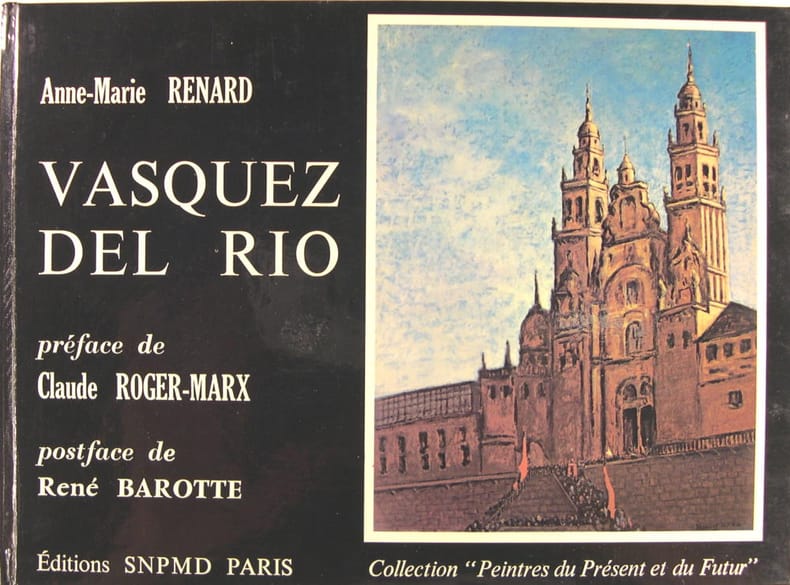 Anne-Marie RENARD
VASQUEZ
DEL RIO
préface de
Claude ROGER-MARX
postface de
René BAROTTE
Éditions SNPMD PARIS
Collection "Peintres du Présent et du Futur"